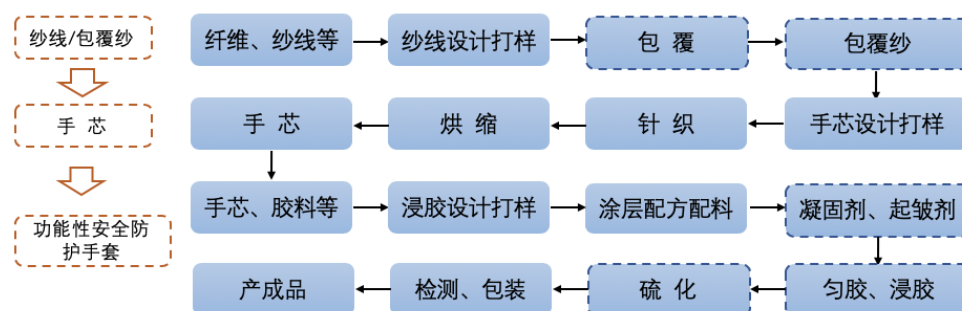 纱线/包覆纱
纤维、纱线等
纱线设计打样
包 覆
包覆纱
手 芯
手 芯
烘 缩
针 织
手芯设计打样
功能性安全防
护手套
手芯、胶料等
浸胶设计打样
涂层配方配料
凝固剂、起皱剂
产成品
检测、包装
硫 化
匀胶、浸胶